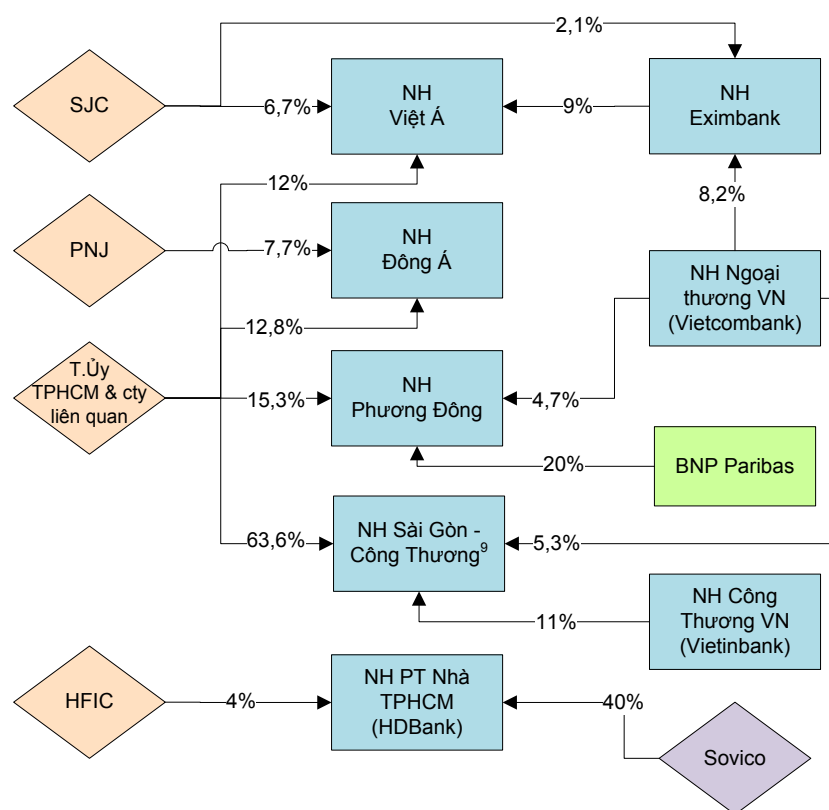 2,1%
SJC
6,7%
NH
Việt Á
9%
NH
Eximbank
12%
8,2%
PNJ
7,7%
NH
Đông Á
NH Ngoại
thương VN
(Vietcombank)
12,8%
T.Ủy
TPHCM & cty
liên quan
15,3%
NH
Phương Đông
4,7%
20%
BNP Paribas
63,6%
NH Sài Gòn -
Công Thương⁹
5,3%
11%
NH Công
Thương VN
(Vietinbank)
HFIC
4%
NH PT Nhà
TPHCM
(HDBank)
40%
Sovico